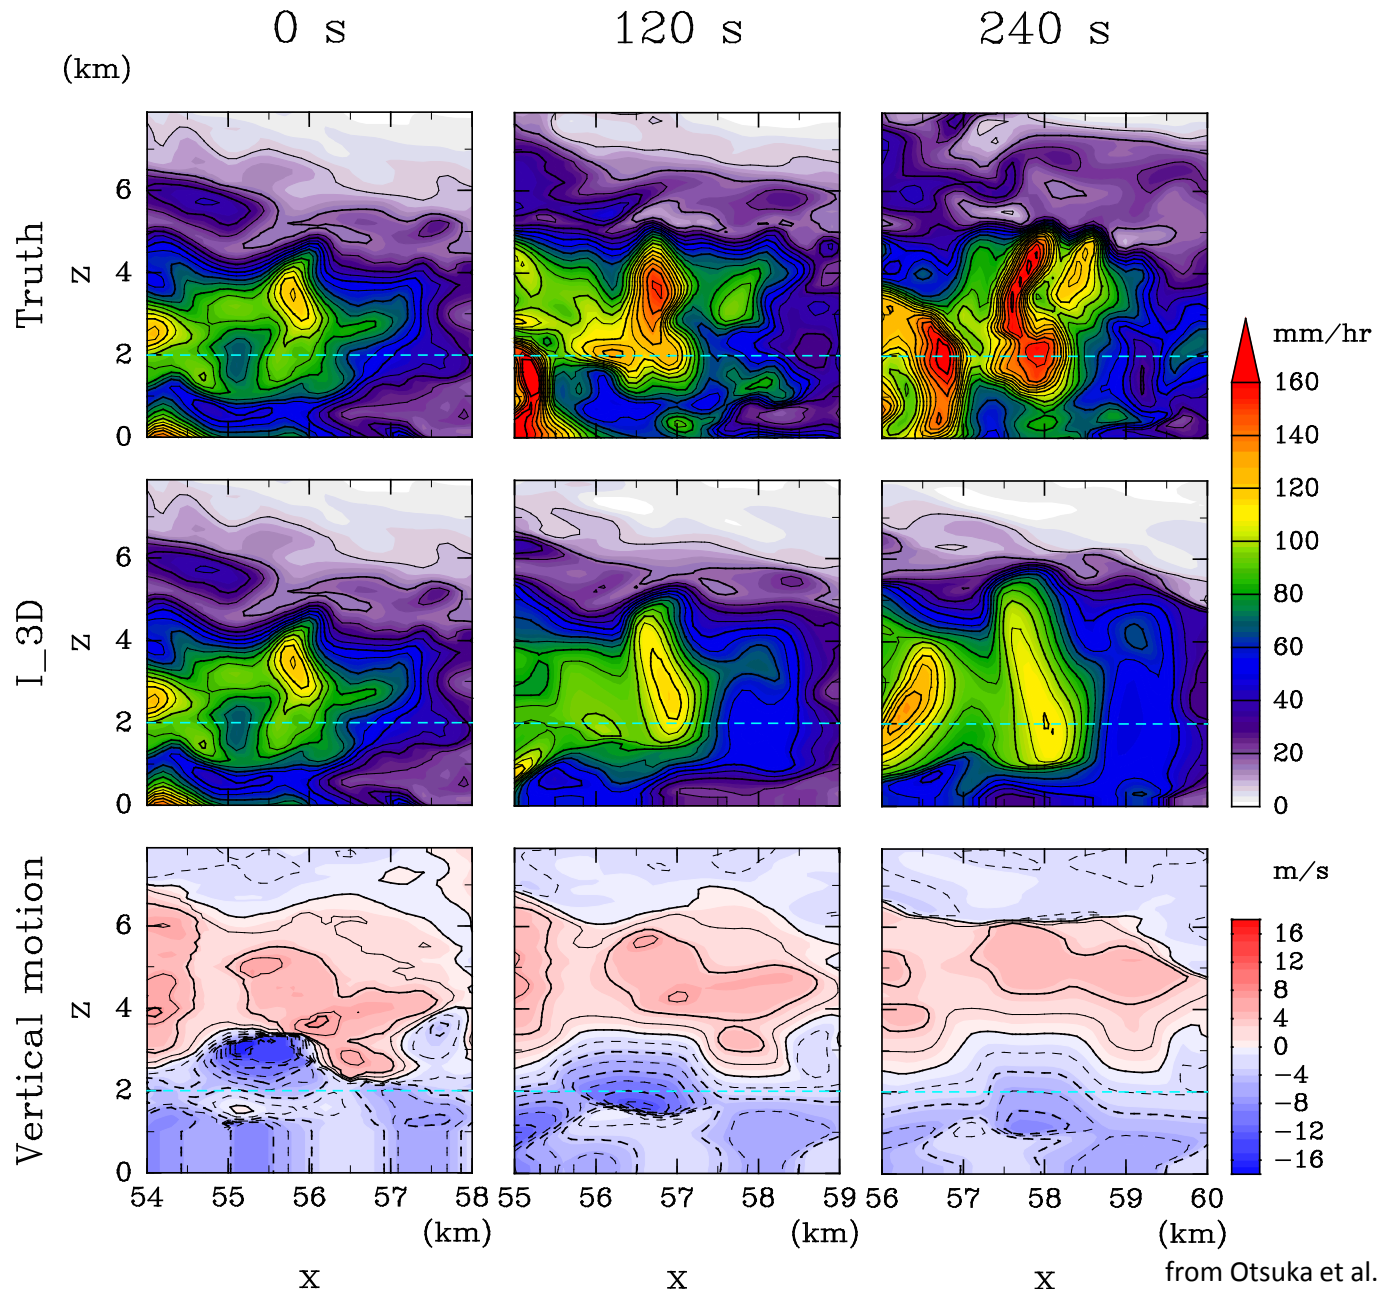 0 s 120 s 240 s
(km)
Truth
z
6
4
2
0
mm/hr
160
140
120
100
80
60
40
20
0
I_3D
z
6
4
2
0
Vertical motion
z
6
4
2
0
m/s
16
12
8
4
0
-4
-8
-12
-16
54 55 56 57 58 55 56 57 58 59 56 57 58 59 60
(km) (km) (km)
x x x
from Otsuka et al.